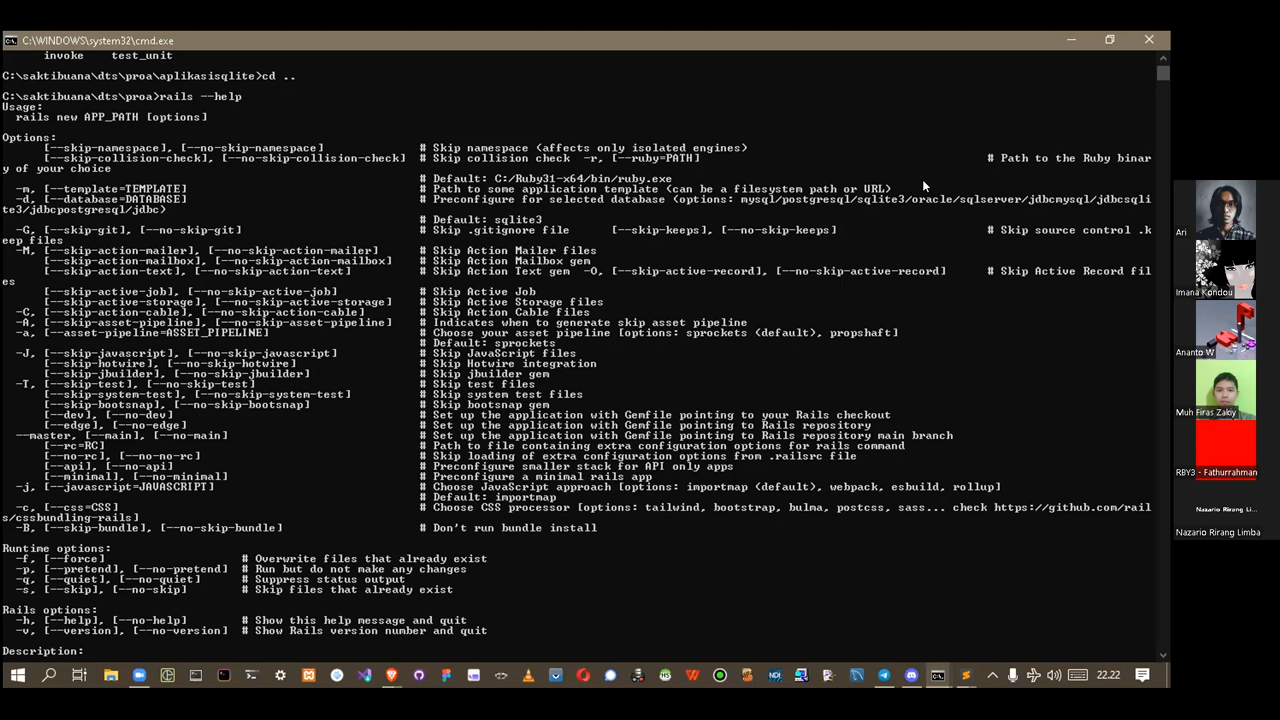 C:\WINDOWS\system32\cmd.exe
invoke   test_unit
C:\saktibuana\dts\proa\aplikasisqlite>cd ..
C:\saktibuana\dts\proa>rails --help
Usage:
rails new APP_PATH [options]
Options:
[--skip-namespace], [--no-skip-namespace]   # Skip namespace (affects only isolated engines)
[--skip-collision-check], [--no-skip-collision-check]   # Skip collision check  -r, [--ruby=PATH]   # Path to the Ruby binar
y of your choice
# Default: C:/Ruby31-x64/bin/ruby.exe
-m, [--template=TEMPLATE]   # Path to some application template (can be a filesystem path or URL)
-d, [--database=DATABASE]   # Preconfigure for selected database (options: mysql/postgresql/sqlite3/oracle/sqlserver/jdbcmysql/jdbcsqli
te3/jdbcpostgresql/jdbc)
# Default: sqlite3
-G, [--skip-git], [--no-skip-git]   # Skip .gitignore file   [--skip-keeps], [--no-skip-keeps]   # Skip source control .k
eep files
-M, [--skip-action-mailer], [--no-skip-action-mailer]   # Skip Action Mailer files
[--skip-action-mailbox], [--no-skip-action-mailbox]   # Skip Action Mailbox gem
[--skip-action-text], [--no-skip-action-text]   # Skip Action Text gem  -O, [--skip-active-record], [--no-skip-active-record]   # Skip Active Record fil
es
[--skip-active-job], [--no-skip-active-job]   # Skip Active Job
[--skip-active-storage], [--no-skip-active-storage]   # Skip Active Storage files
-C, [--skip-action-cable], [--no-skip-action-cable]   # Skip Action Cable files
-A, [--skip-asset-pipeline], [--no-skip-asset-pipeline]   # Indicates when to generate skip asset pipeline
-a, [--asset-pipeline=ASSET_PIPELINE]   # Choose your asset pipeline [options: sprockets (default), propshaft]
# Default: sprockets
-J, [--skip-javascript], [--no-skip-javascript]   # Skip JavaScript files
[--skip-hotwire], [--no-skip-hotwire]   # Skip Hotwire integration
[--skip-jbuilder], [--no-skip-jbuilder]   # Skip jbuilder gem
-T, [--skip-test], [--no-skip-test]   # Skip test files
[--skip-system-test], [--no-skip-system-test]   # Skip system test files
[--skip-bootsnap], [--no-skip-bootsnap]   # Skip bootsnap gem
[--dev], [--no-dev]   # Set up the application with Gemfile pointing to your Rails checkout
[--edge], [--no-edge]   # Set up the application with Gemfile pointing to Rails repository
--master, [--main], [--no-main]   # Set up the application with Gemfile pointing to Rails repository main branch
[--rc=RC]   # Path to file containing extra configuration options for rails command
[--no-rc], [--no-no-rc]   # Skip loading of extra configuration options from .railsrc file
[--api], [--no-api]   # Preconfigure smaller stack for API only apps
[--minimal], [--no-minimal]   # Preconfigure a minimal rails app
-j, [--javascript=JAVASCRIPT]   # Choose JavaScript approach [options: importmap (default), webpack, esbuild, rollup]
# Default: importmap
-c, [--css=CSS]   # Choose CSS processor [options: tailwind, bootstrap, bulma, postcss, sass... check https://github.com/rail
s/cssbundling-rails]
-B, [--skip-bundle], [--no-skip-bundle]   # Don't run bundle install
Runtime options:
-f, [--force]   # Overwrite files that already exist
-p, [--pretend], [--no-pretend]   # Run but do not make any changes
-q, [--quiet], [--no-quiet]   # Suppress status output
-s, [--skip], [--no-skip]   # Skip files that already exist
Rails options:
-h, [--help], [--no-help]   # Show this help message and quit
-v, [--version], [--no-version]   # Show Rails version number and quit
Description:
22.22
Ari
Imana Kondou
Ananto W
Muh Firas Zakiy
RBY3 - Fathurrahman
Nazario Rirang Li...
Nazario Rirang Limba